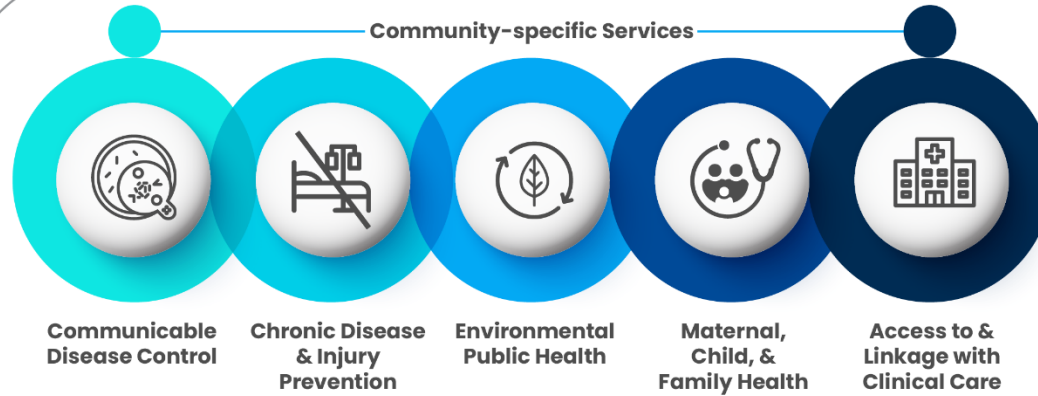 Community-specific Services
Communicable
Disease Control
Chronic Disease
& Injury
Prevention
Environmental
Public Health
Maternal,
Child, &
Family Health
Access to &
Linkage with
Clinical Care